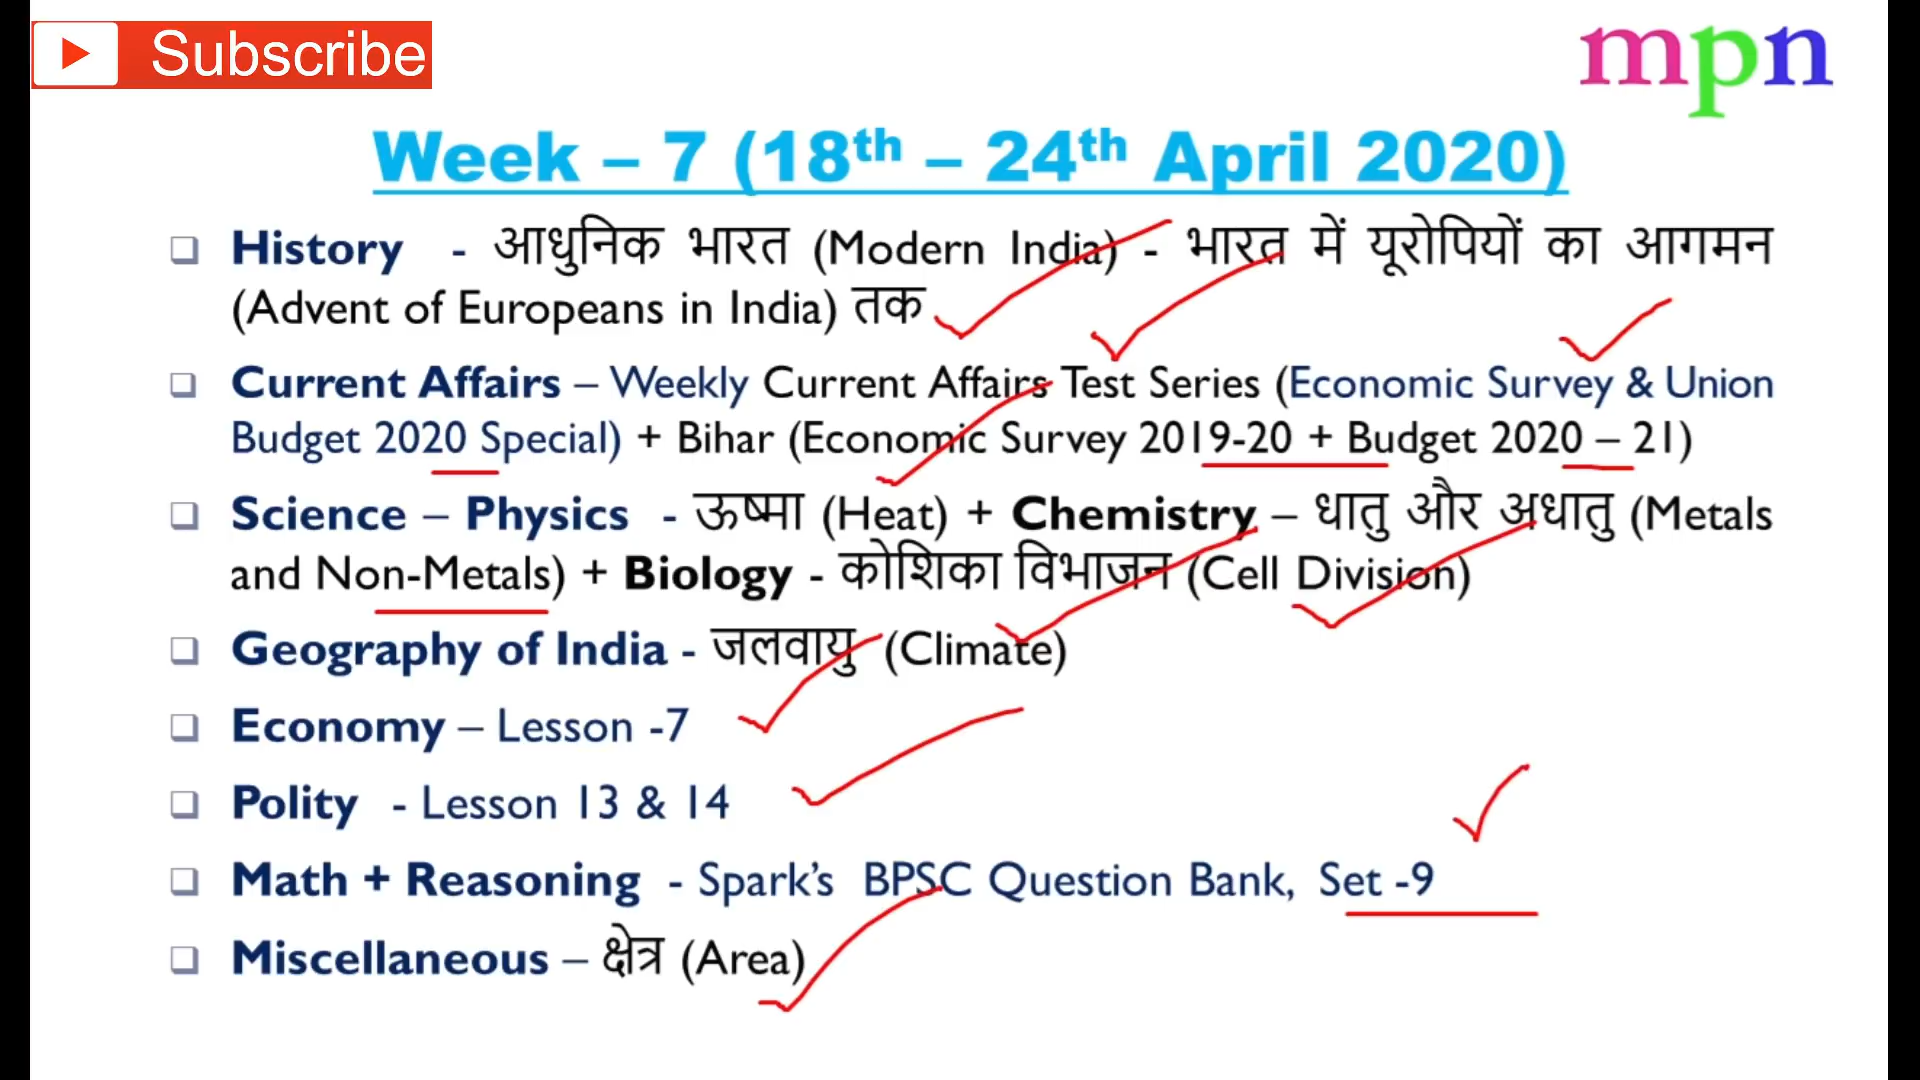 Subscribe
mpn
Week – 7 (18th – 24th April 2020)
❑ History - आधुनिक भारत (Modern India) - भारत में यूरोपियों का आगमन
(Advent of Europeans in India) तक
❑ Current Affairs – Weekly Current Affairs Test Series (Economic Survey & Union
Budget 2020 Special) + Bihar (Economic Survey 2019-20 + Budget 2020 – 21)
❑ Science – Physics - ऊष्मा (Heat) + Chemistry – धातु और अधातु (Metals
and Non-Metals) + Biology - कोशिका विभाजन (Cell Division)
❑ Geography of India - जलवायु (Climate)
❑ Economy – Lesson -7
❑ Polity - Lesson 13 & 14
❑ Math + Reasoning - Spark’s BPSC Question Bank, Set -9
❑ Miscellaneous – क्षेत्र (Area)